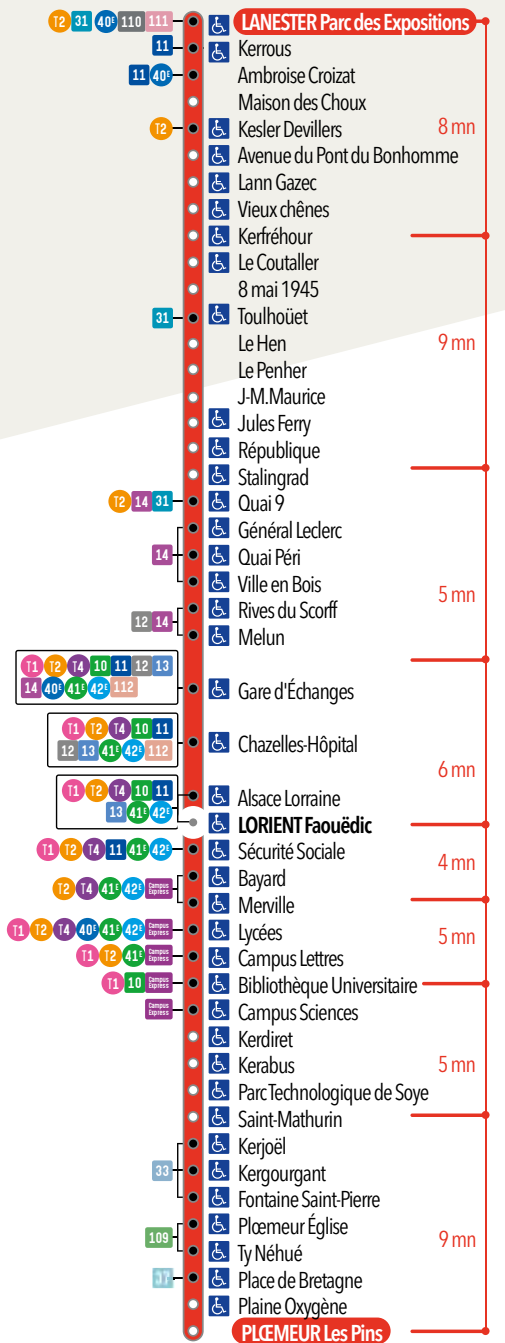 T2 31 40E 110 111 LANESTER Parc des Expositions
11 Kerrous
11 40E Ambroise Croizat
Maison des Choux
T2 Kesler Devillers 8 mn
Avenue du Pont du Bonhomme
Lann Gazec
Vieux chênes
Kerfréhour
Le Coutaller
8 mai 1945
31 Toulhoüet
Le Hen 9 mn
Le Penher
J-M.Maurice
Jules Ferry
République
Stalingrad
T2 14 31 Quai 9
Général Leclerc
14 Quai Péri
Ville en Bois 5 mn
12 14 Rives du Scorff
Melun
T1 T2 T4 10 11 12 13
14 40E 41E 42E 112 Gare d'Échanges
T1 T2 T4 10 11
12 13 41E 42E 112 Chazelles-Hôpital
6 mn
T1 T2 T4 10 11 Alsace Lorraine
13 41E 42E LORIENT Faouëdic
T1 T2 T4 11 41E 42E Sécurité Sociale
T2 T4 41E 42E Campus Express Bayard 4 mn
Merville
T1 T2 T4 40E 41E 42E Campus Express Lycées 5 mn
T1 T2 41E Campus Express Campus Lettres
T1 10 Campus Express Bibliothèque Universitaire
Campus Express Campus Sciences
Kerdiret
Kerabus 5 mn
Parc Technologique de Soye
Saint-Mathurin
Kerjoël
33 Kergourgant
Fontaine Saint-Pierre
109 Plœmeur Église
Ty Néhué 9 mn
37 Place de Bretagne
Plaine Oxygène
PLŒMEUR Les Pins